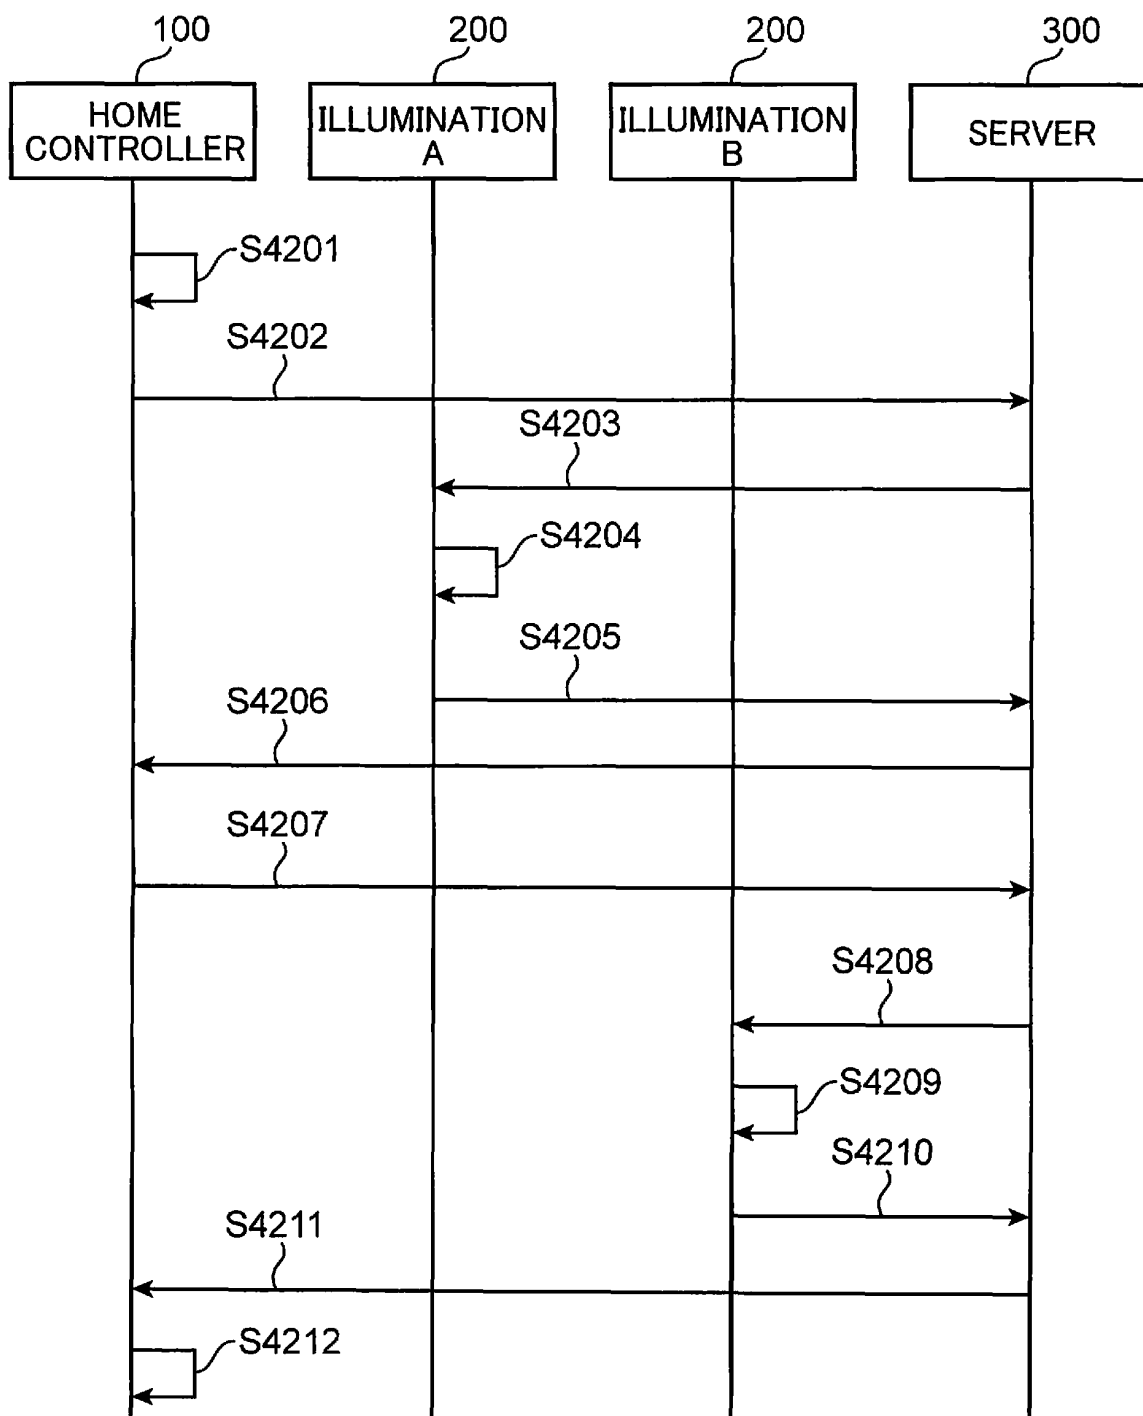 100
200
200
300
HOME
CONTROLLER
ILLUMINATION
A
ILLUMINATION
B
SERVER
S4201
S4202
S4203
S4204
S4205
S4206
S4207
S4208
S4209
S4210
S4211
S4212